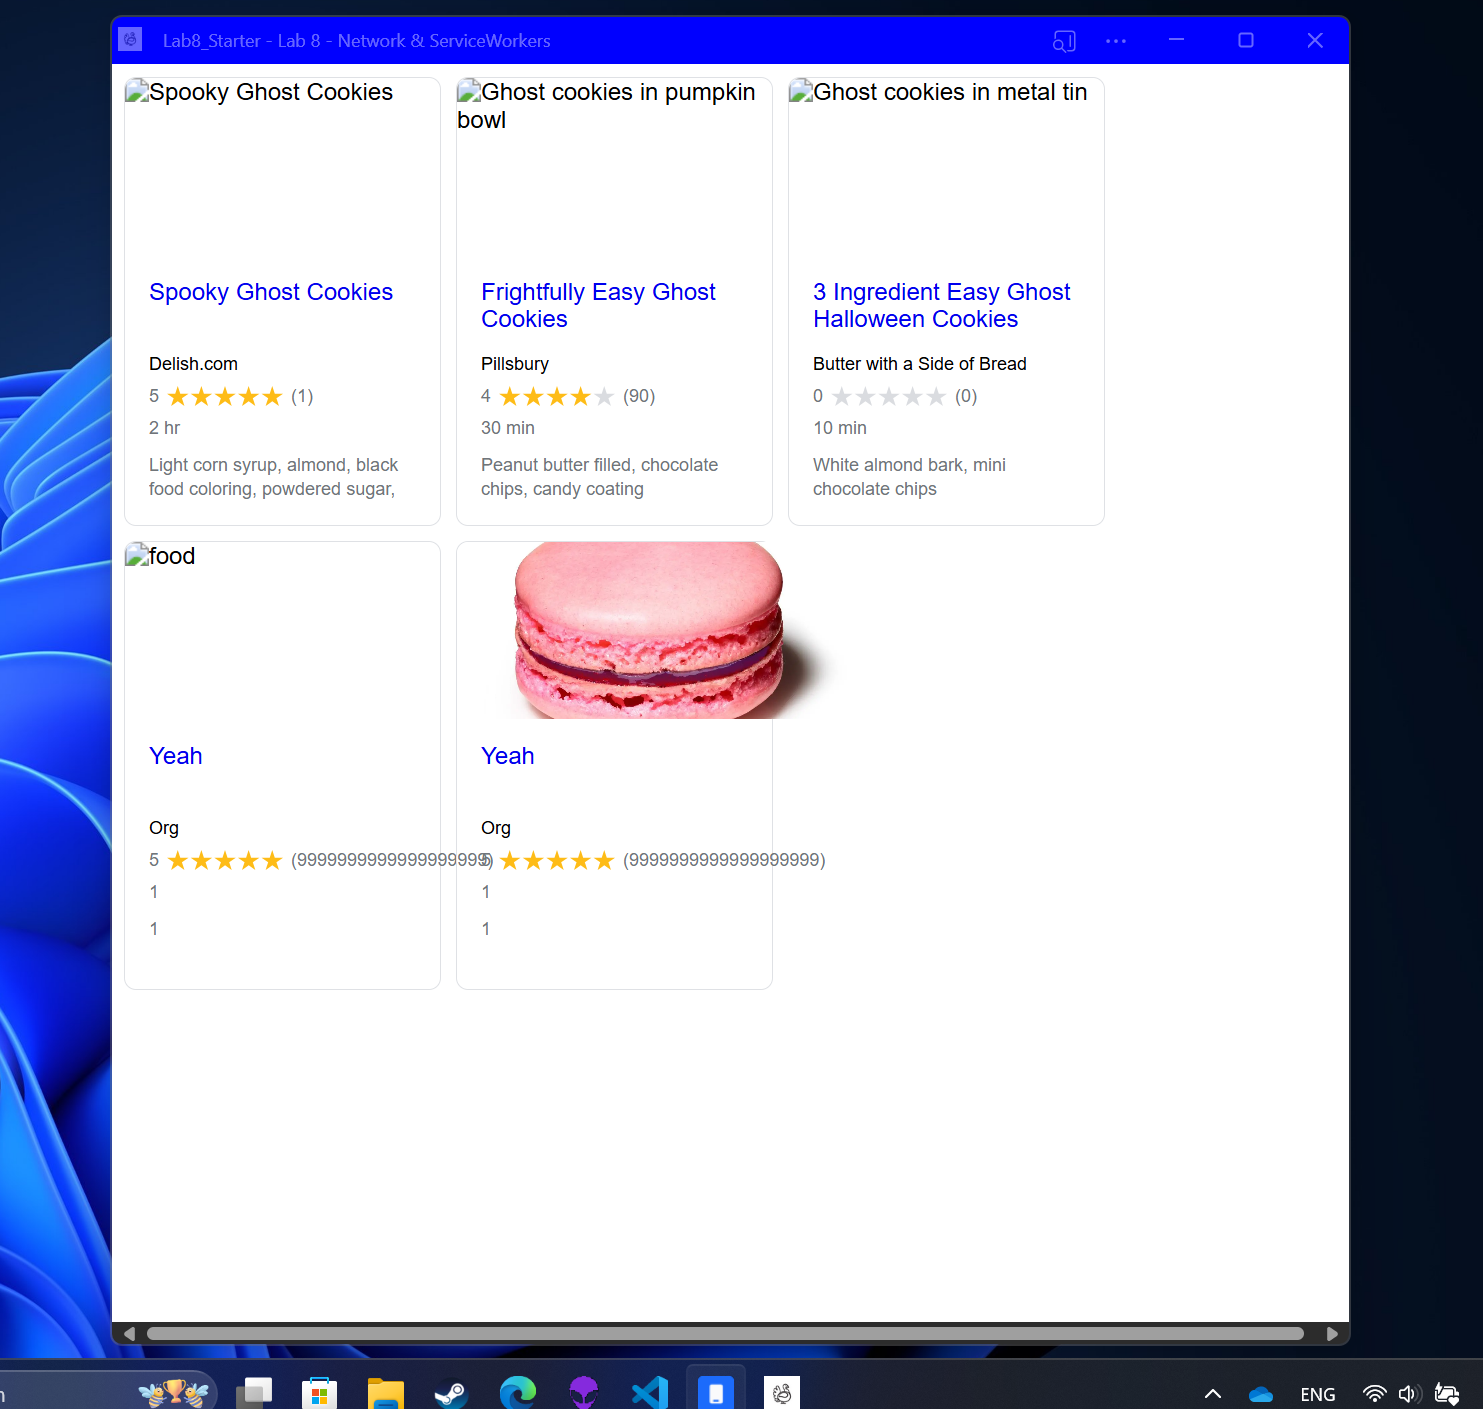 Lab8_Starter - Lab 8 - Network & ServiceWorkers
Spooky Ghost Cookies
Ghost cookies in pumpkin
bowl
Ghost cookies in metal tin
Spooky Ghost Cookies
Frightfully Easy Ghost
Cookies
3 Ingredient Easy Ghost
Halloween Cookies
Delish.com
Pillsbury
Butter with a Side of Bread
5 (1)
4 (90)
0 (0)
2 hr
30 min
10 min
Light corn syrup, almond, black
food coloring, powdered sugar,
Peanut butter filled, chocolate
chips, candy coating
White almond bark, mini
chocolate chips
food
Yeah
Yeah
Org
Org
5
5 (9999999999999999999)
1
1
1
1
ENG